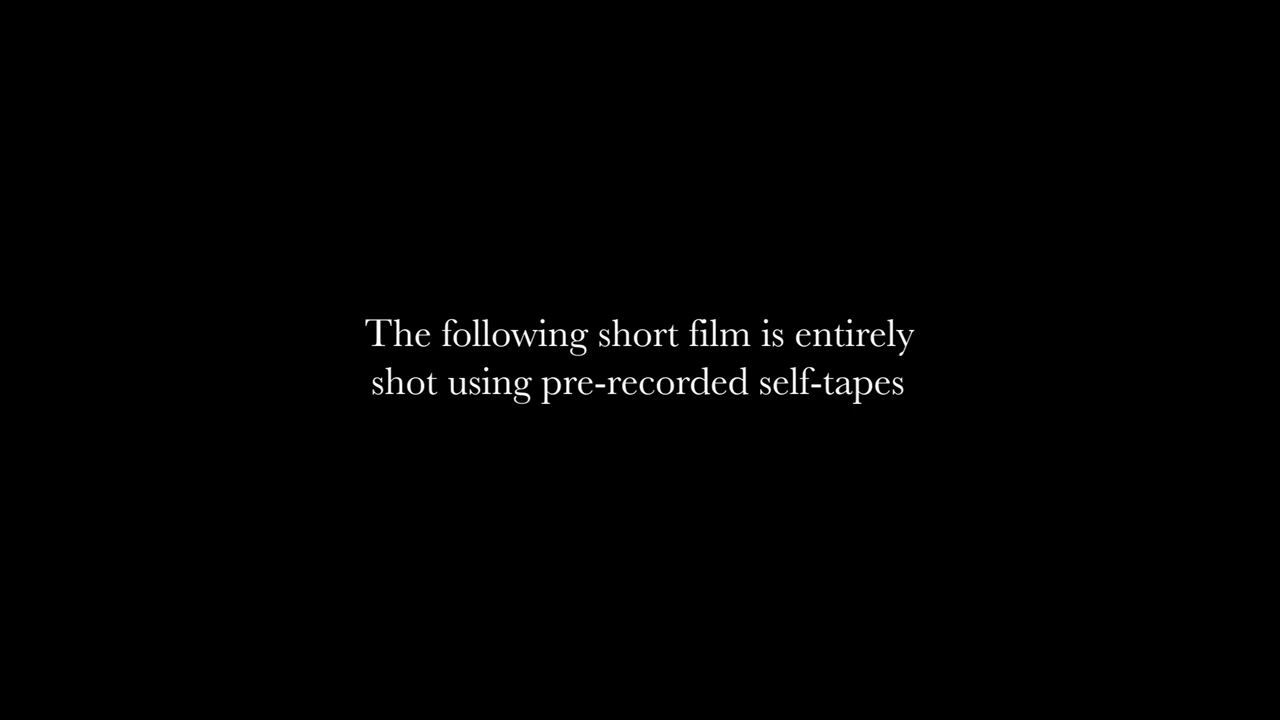 The following short film is entirely
shot using pre-recorded self-tapes